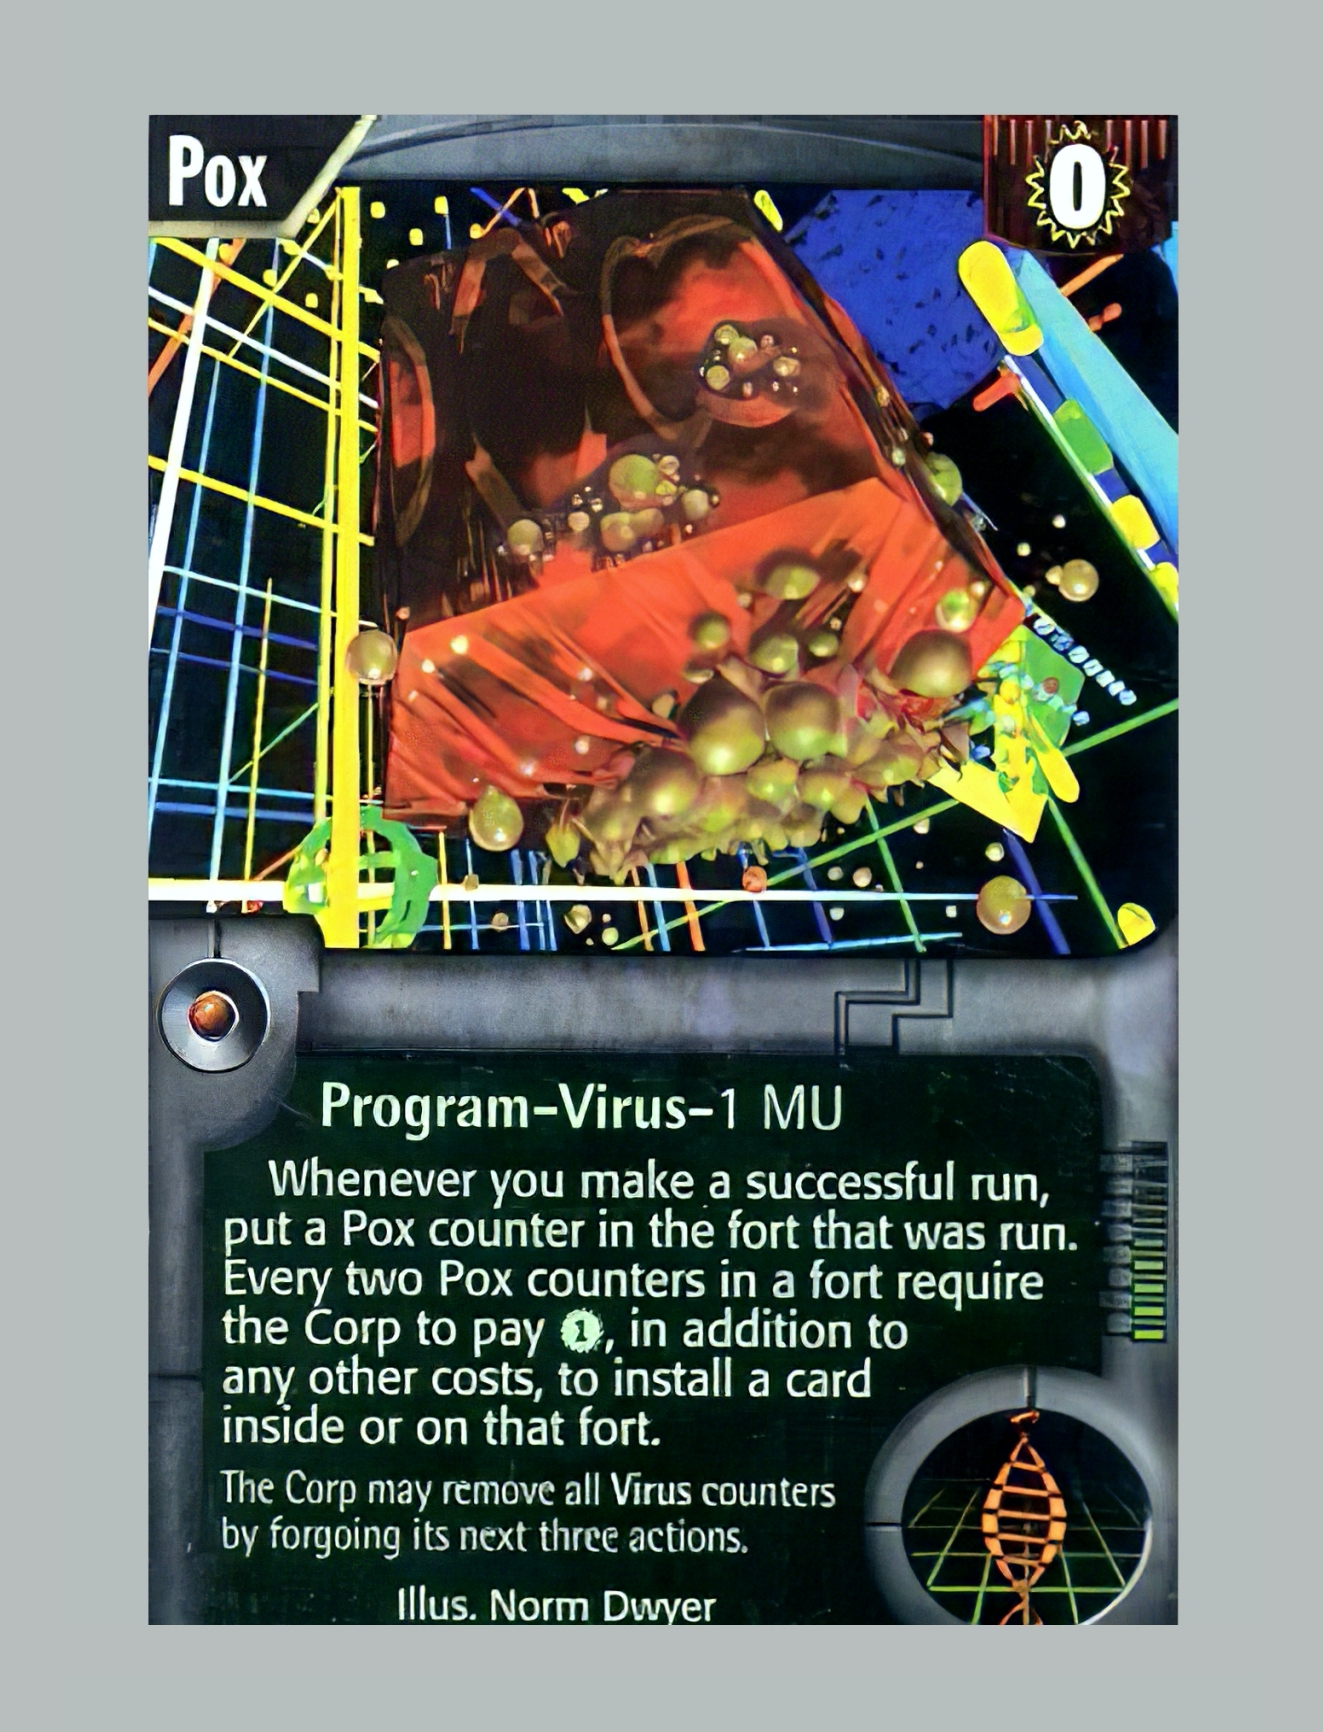 Pox
0
Program-Virus-1 MU
Whenever you make a successful run,
put a Pox counter in the fort that was run.
Every two Pox counters in a fort require
the Corp to pay 1, in addition to
any other costs, to install a card
inside or on that fort.
The Corp may remove all Virus counters
by forgoing its next three actions.
Illus. Norm Dwyer